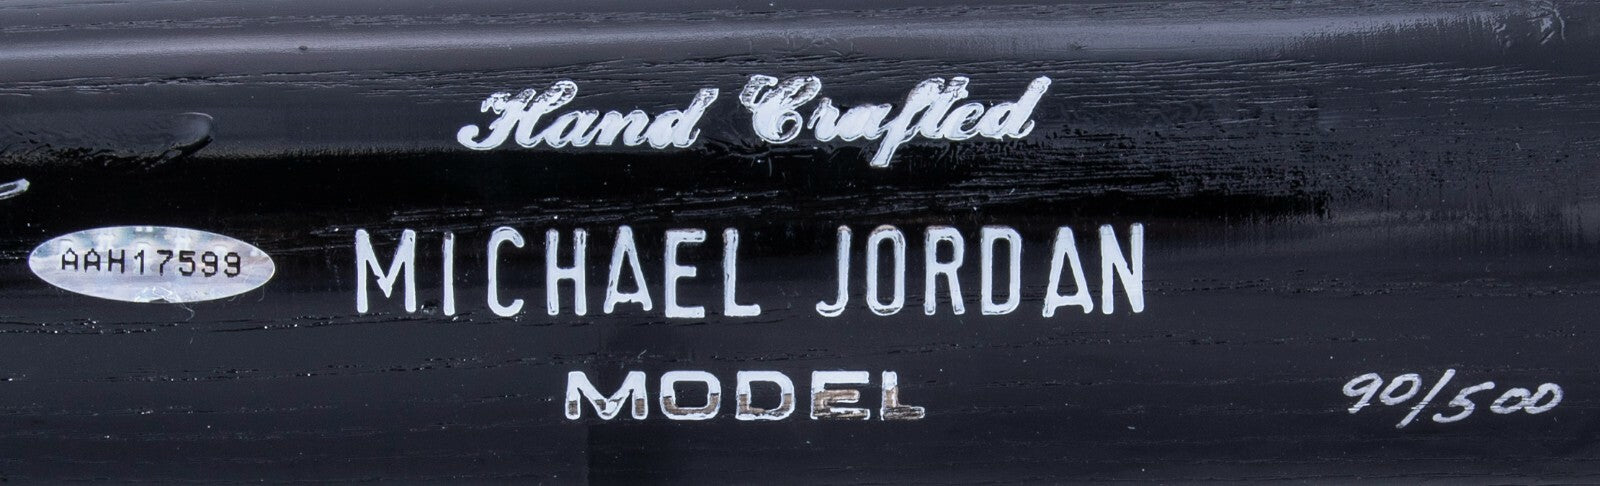 Hand Crafted
AAH17599
MICHAEL JORDAN
MODEL
90/500